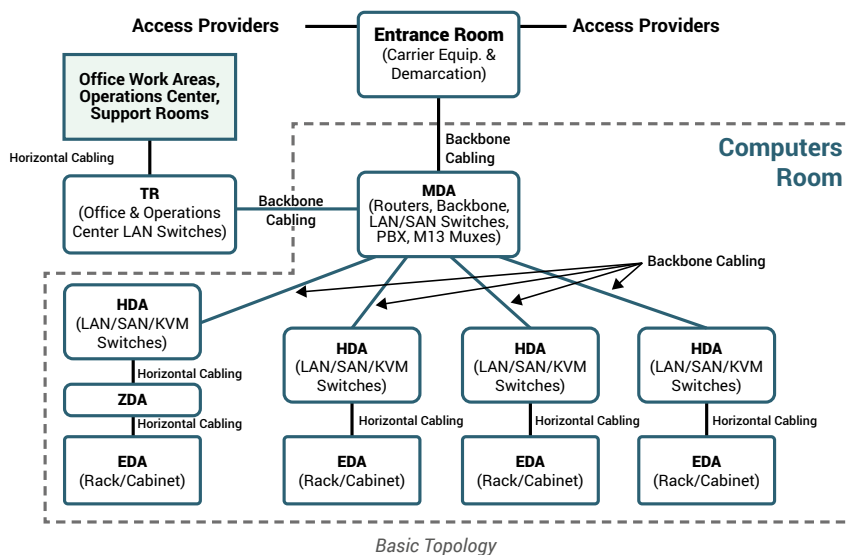 Access Providers
Entrance Room
(Carrier Equip. &
Demarcation)
Access Providers
Office Work Areas,
Operations Center,
Support Rooms
Backbone
Cabling
Computers
Room
Horizontal Cabling
TR
(Office & Operations
Center LAN Switches)
Backbone
Cabling
MDA
(Routers, Backbone,
LAN/SAN Switches,
PBX, M13 Muxes)
Backbone Cabling
HDA
(LAN/SAN/KVM
Switches)
HDA
(LAN/SAN/KVM
Switches)
HDA
(LAN/SAN/KVM
Switches)
HDA
(LAN/SAN/KVM
Switches)
Horizontal Cabling
ZDA
Horizontal Cabling
Horizontal Cabling
Horizontal Cabling
Horizontal Cabling
EDA
(Rack/Cabinet)
EDA
(Rack/Cabinet)
EDA
(Rack/Cabinet)
EDA
(Rack/Cabinet)
Basic Topology